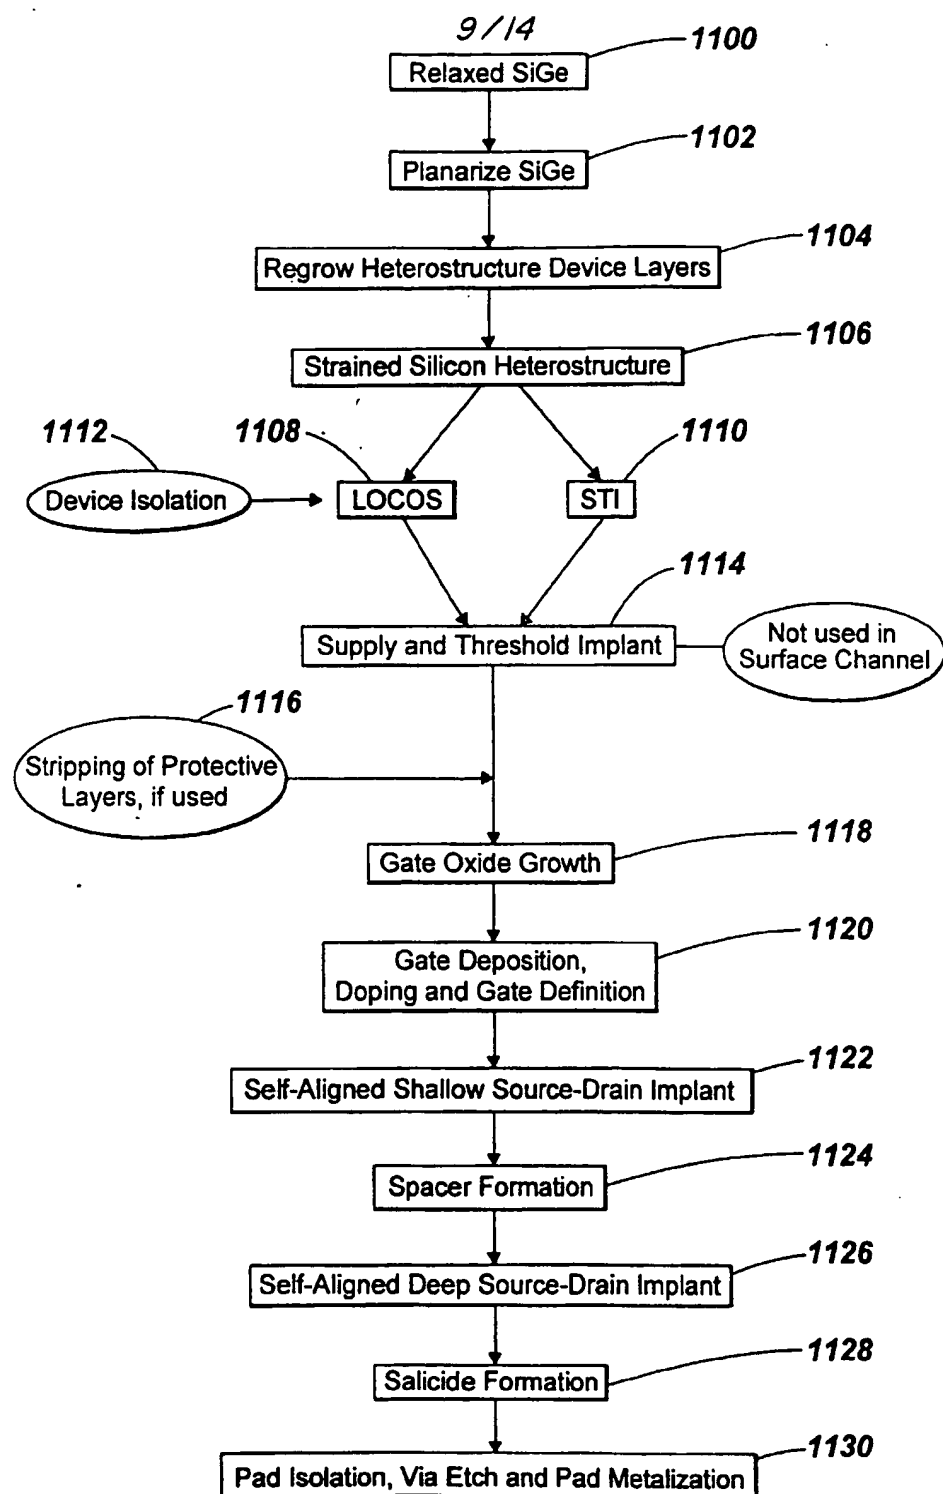 9/14
1100
Relaxed SiGe
1102
Planarize SiGe
1104
Regrow Heterostructure Device Layers
1106
Strained Silicon Heterostructure
1112
1108
1110
Device Isolation
LOCOS
STI
1114
Supply and Threshold Implant
Not used in
Surface Channel
1116
Stripping of Protective
Layers, if used
1118
Gate Oxide Growth
1120
Gate Deposition,
Doping and Gate Definition
1122
Self-Aligned Shallow Source-Drain Implant
1124
Spacer Formation
1126
Self-Aligned Deep Source-Drain Implant
1128
Salicide Formation
1130
Pad Isolation, Via Etch and Pad Metalization